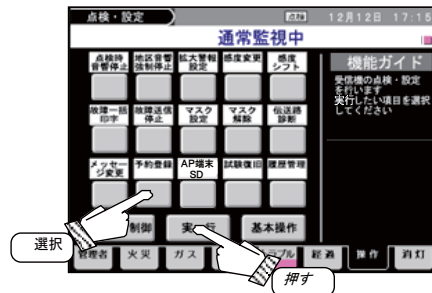 点検・設定
点検
12月12日 17:15
通常監視中
点検時
音響停止
地区音響
強制停止
拡大警報
設定
感度変更
感度
シフト
機能ガイド
受信機の点検・設定
を行います
実行したい項目を選択
してください
故障一括
印字
故障送信
停止
マスク
設定
マスク
解除
伝送路
診断
メッセー
ジ変更
予約登録
AP端末
SD
試験復旧
履歴管理
選択
制御
実 行
基本操作
押す
管理者
火災
ガス
ラブル
経過
操作
消灯